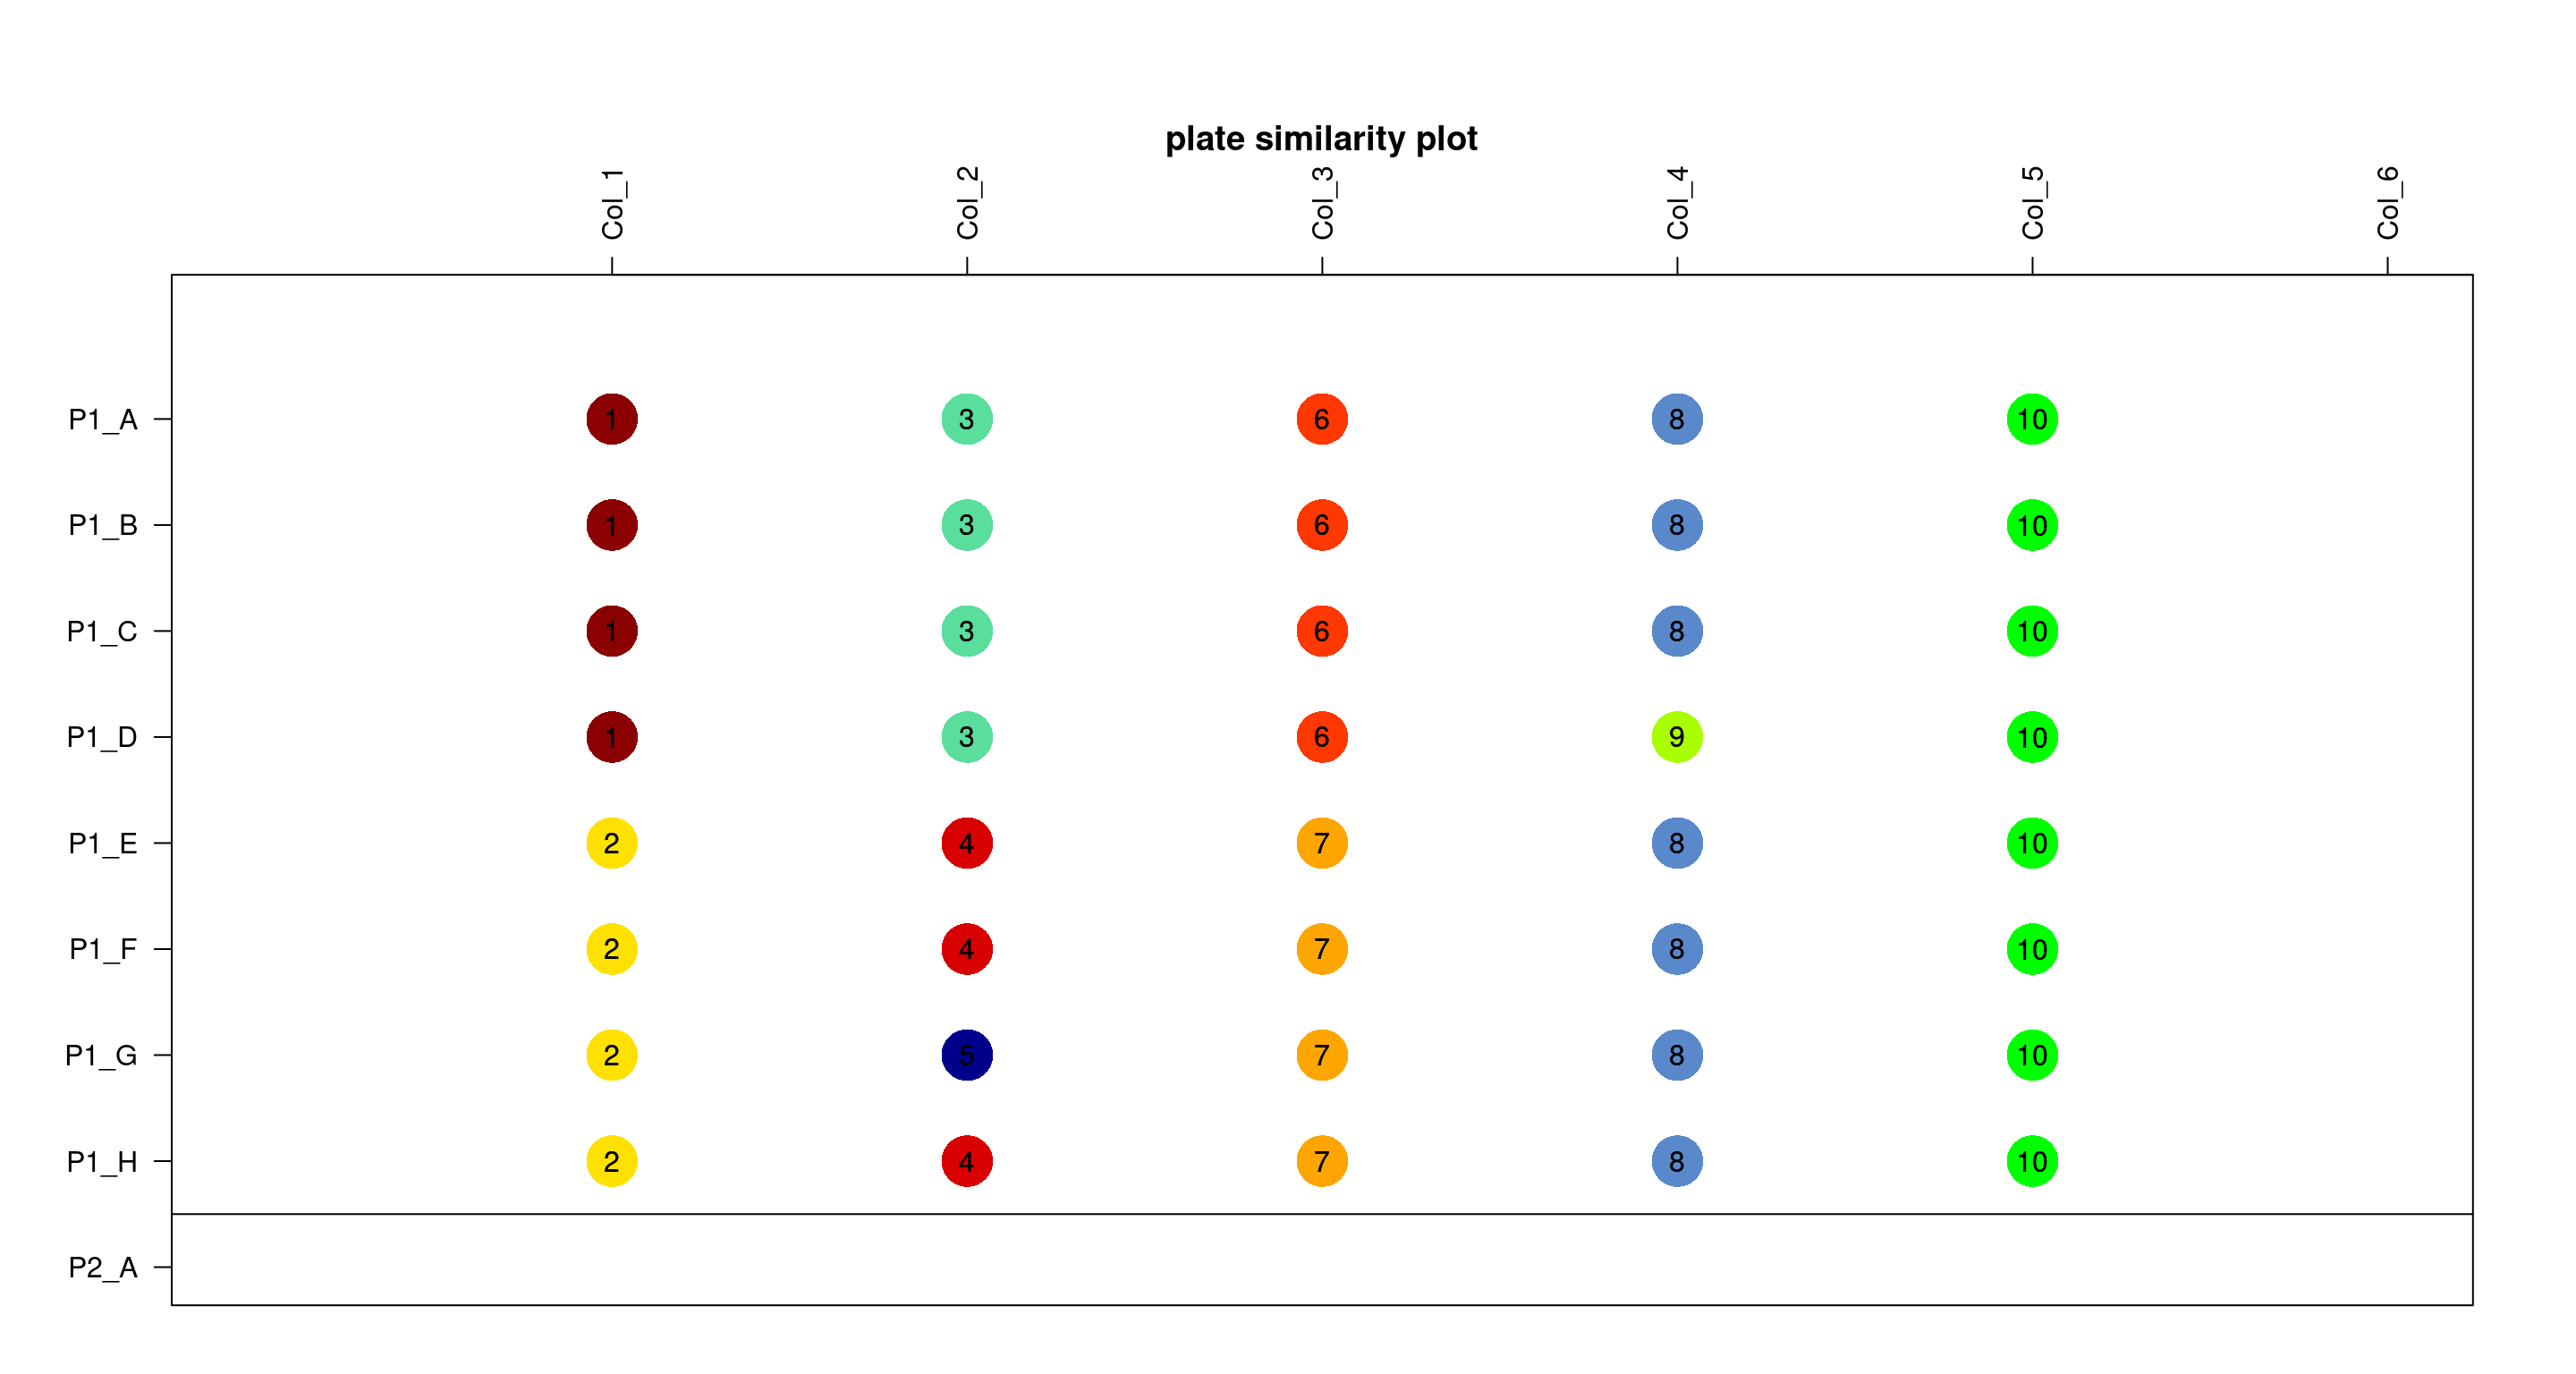 plate similarity plot
Col_1 Col_2 Col_3 Col_4 Col_5 Col_6
P1_A 1 3 6 8 10
P1_B 1 3 6 8 10
P1_C 1 3 6 8 10
P1_D 1 3 6 9 10
P1_E 2 4 7 8 10
P1_F 2 4 7 8 10
P1_G 2 5 7 8 10
P1_H 2 4 7 8 10
P2_A